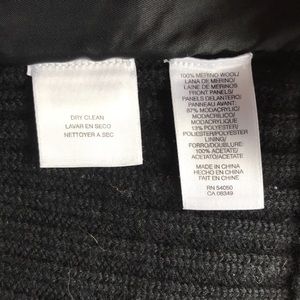 DRY CLEAN
LAVAR EN SECO
NETTOYER A SEC
100% MERINO WOOL/
LANA DE MERINO/
LAINE DE MERINOS
FRONT PANELS/
PANELS DELANTERO/
PANNEAU AVANT:
87% MODACRYLIC/
MODACRILICO/
MODACRYLIQUE
13% POLYESTER/
POLIESTER/POLYESTER
LINING/
FORRO/DOUBLURE:
100% ACETATE/
ACETATO/ACETATE
MADE IN CHINA
HECHO EN CHINA
FAIT EN CHINE
RN 54050
CA 08349